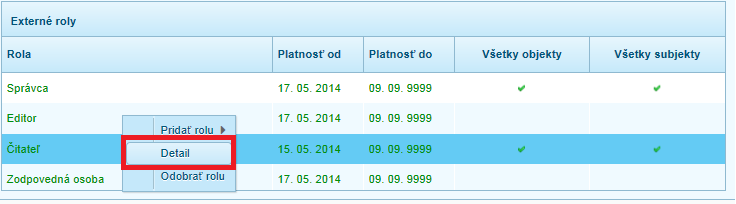 Externé roly
Rola Platnosť od Platnosť do Všetky objekty Všetky subjekty
Správca 17. 05. 2014 09. 09. 9999
Editor 17. 05. 2014 09. 09. 9999
Pridať rolu
Čitateľ 15. 05. 2014 09. 09. 9999
Detail
Zodpovedná osoba 17. 05. 2014 09. 09. 9999
Odobrať rolu